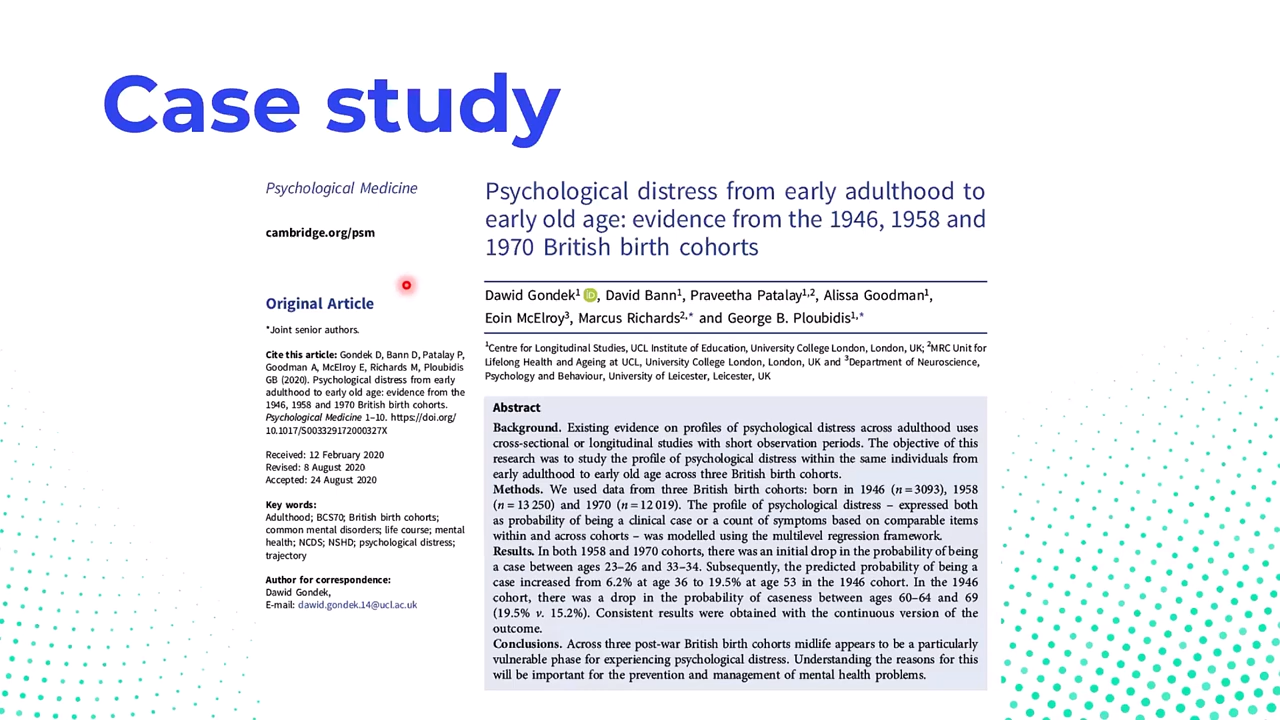 Case study
Psychological Medicine
cambridge.org/psm
Original Article
*Joint senior authors.
Cite this article: Gondek D, Bann D, Patalay P,
Goodman A, McElroy E, Richards M, Ploubidis
GB (2020). Psychological distress from early
adulthood to early old age: evidence from the
1946, 1958 and 1970 British birth cohorts.
Psychological Medicine 1–10. https://doi.org/
10.1017/S003329172000327X
Received: 12 February 2020
Revised: 8 August 2020
Accepted: 24 August 2020
Key words:
Adulthood; BCS70; British birth cohorts;
common mental disorders; life course; mental
health; NCDS; NSHD; psychological distress;
trajectory
Author for correspondence:
Dawid Gondek,
E-mail: dawid.gondek.14@ucl.ac.uk
Psychological distress from early adulthood to
early old age: evidence from the 1946, 1958 and
1970 British birth cohorts
Dawid Gondek1 iD, David Bann1, Praveetha Patalay1,2, Alissa Goodman1,
Eoin McElroy3, Marcus Richards2,* and George B. Ploubidis1,*
1Centre for Longitudinal Studies, UCL Institute of Education, University College London, London, UK; 2MRC Unit for
Lifelong Health and Ageing at UCL, University College London, London, UK and 3Department of Neuroscience,
Psychology and Behaviour, University of Leicester, Leicester, UK
Abstract
Background. Existing evidence on profiles of psychological distress across adulthood uses
cross-sectional or longitudinal studies with short observation periods. The objective of this
research was to study the profile of psychological distress within the same individuals from
early adulthood to early old age across three British birth cohorts.
Methods. We used data from three British birth cohorts: born in 1946 (n = 3093), 1958
(n = 13 250) and 1970 (n = 12 019). The profile of psychological distress – expressed both
as probability of being a clinical case or a count of symptoms based on comparable items
within and across cohorts – was modelled using the multilevel regression framework.
Results. In both 1958 and 1970 cohorts, there was an initial drop in the probability of being
a case between ages 23–26 and 33–34. Subsequently, the predicted probability of being a
case increased from 6.2% at age 36 to 19.5% at age 53 in the 1946 cohort. In the 1946
cohort, there was a drop in the probability of caseness between ages 60–64 and 69
(19.5% v. 15.2%). Consistent results were obtained with the continuous version of the
outcome.
Conclusions. Across three post-war British birth cohorts midlife appears to be a particularly
vulnerable phase for experiencing psychological distress. Understanding the reasons for this
will be important for the prevention and management of mental health problems.